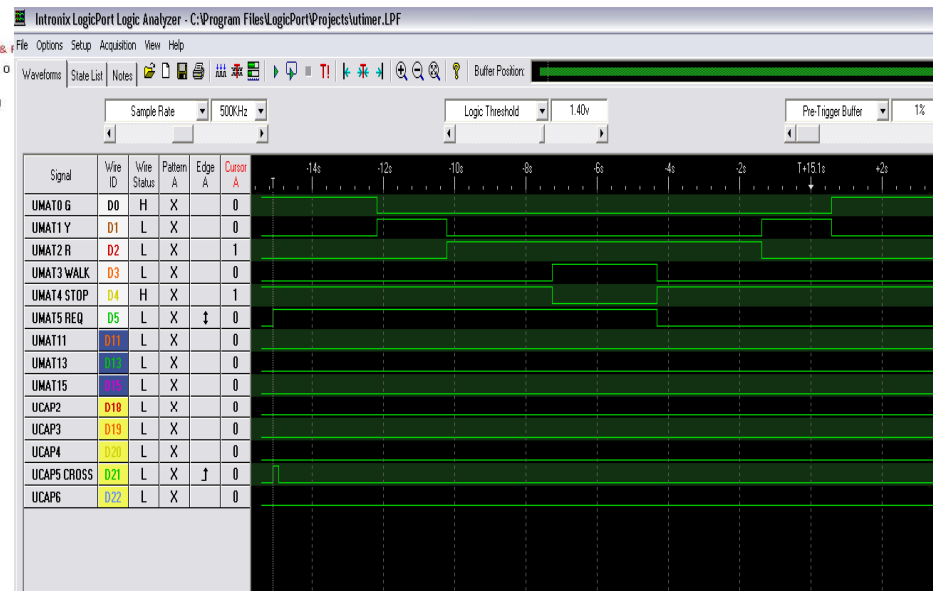 Intronix LogicPort Logic Analyzer - C:\Program Files\LogicPort\Projects\utimer.LPF
File Options Setup Acquisition View Help
Waveforms State List Notes T! Buffer Position:
Sample Rate 500KHz Logic Threshold 1.40v Pre-Trigger Buffer 1%
Signal Wire ID Wire Status Pattern A Edge A Cursor A T -14s -12s -10s -8s -6s -4s -2s T+15.1s +2s
UMAT0 G D0 H X 0
UMAT1 Y D1 L X 0
UMAT2 R D2 L X 1
UMAT3 WALK D3 L X 0
UMAT4 STOP D4 H X 1
UMAT5 REQ D5 L X 0
UMAT11 D11 L X 0
UMAT13 D13 L X 0
UMAT15 D15 L X 0
UCAP2 D18 L X 0
UCAP3 D19 L X 0
UCAP4 D20 L X 0
UCAP5 CROSS D21 L X 0
UCAP6 D22 L X 0